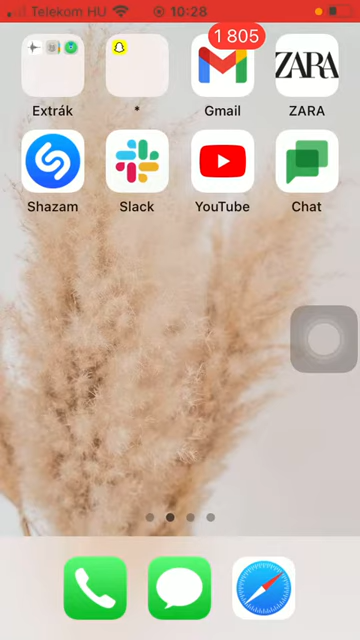 Telekom HU 10:28
1 805
ZARA
Extrák * Gmail ZARA
Shazam Slack YouTube Chat